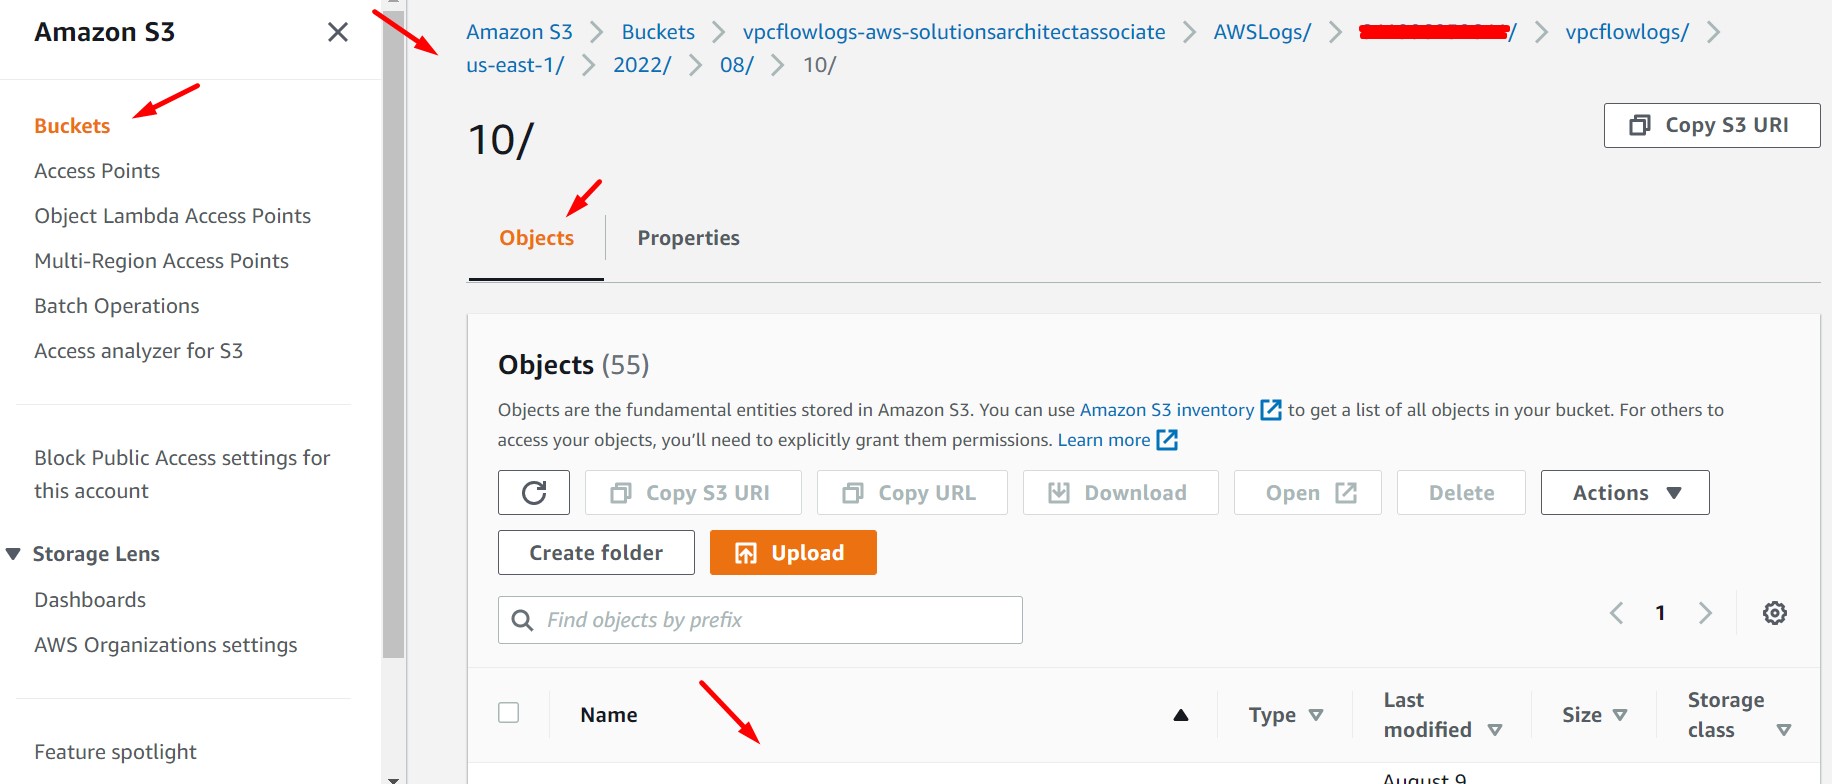 Amazon S3
Buckets
Access Points
Object Lambda Access Points
Multi-Region Access Points
Batch Operations
Access analyzer for S3
Block Public Access settings for
this account
Storage Lens
Dashboards
AWS Organizations settings
Feature spotlight
Amazon S3 Buckets vpcflowlogs-aws-solutionsarchitectassociate AWSLogs/ / vpcflowlogs/
us-east-1/ 2022/ 08/ 10/
10/
Copy S3 URI
Objects Properties
Objects (55)
Objects are the fundamental entities stored in Amazon S3. You can use Amazon S3 inventory to get a list of all objects in your bucket. For others to
access your objects, you'll need to explicitly grant them permissions. Learn more
Copy S3 URI Copy URL Download Open Delete Actions
Create folder Upload
Find objects by prefix 1
Name Type Last modified Size Storage class
August 9